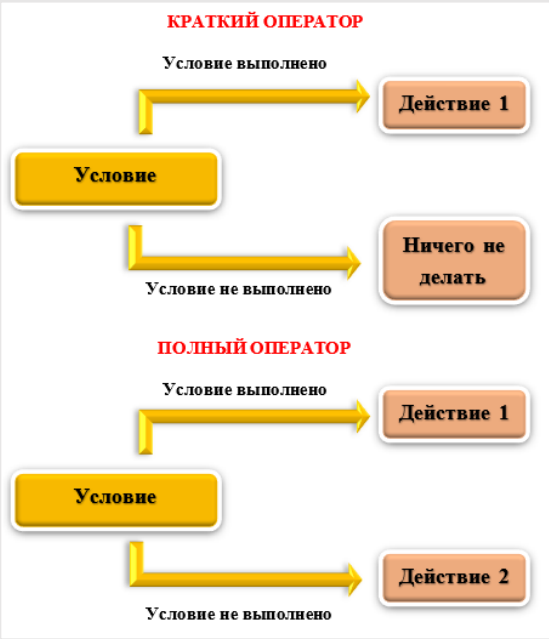 КРАТКИЙ ОПЕРАТОР
Условие выполнено
Действие 1
Условие
Ничего не
делать
Условие не выполнено
ПОЛНЫЙ ОПЕРАТОР
Условие выполнено
Действие 1
Условие
Действие 2
Условие не выполнено